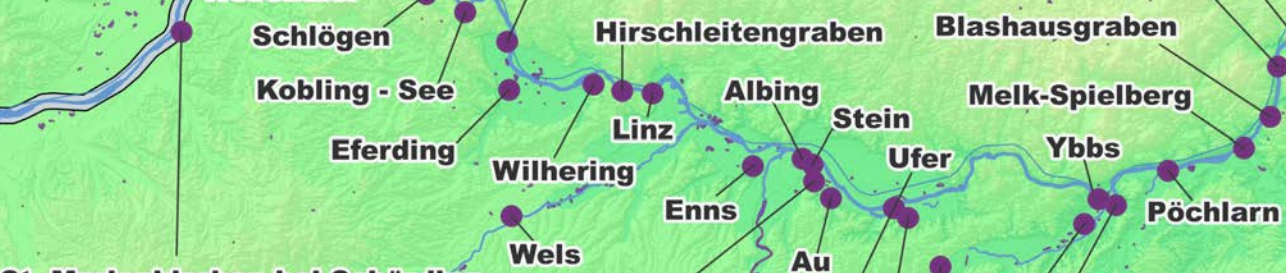 Schlögen
Hirschleitengraben
Blashausgraben
Kobling - See
Albing
Melk-Spielberg
Linz
Stein
Eferding
Ufer
Ybbs
Wilhering
Enns
Pöchlarn
Wels
Au